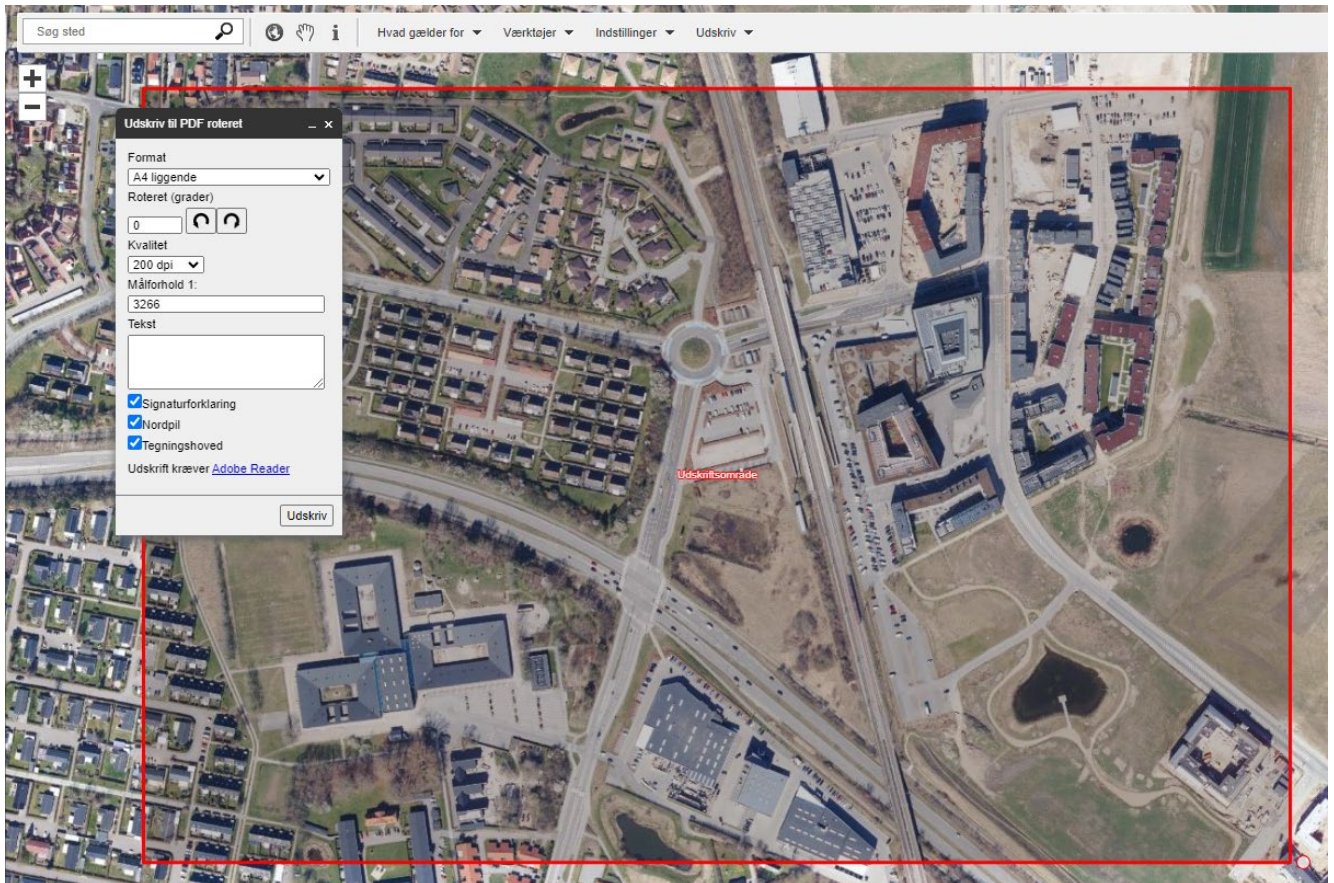 Søg sted
i
Hvad gælder for
Værktøjer
Indstillinger
Udskriv
+
−
Udskriv til PDF roteret
Format
A4 liggende
Roteret (grader)
0
Kvalitet
200 dpi
Målforhold 1:
3266
Tekst
Signaturforklaring
Nordpil
Tegningshoved
Udskrift kræver Adobe Reader
Udskriv
Udskriftsområde